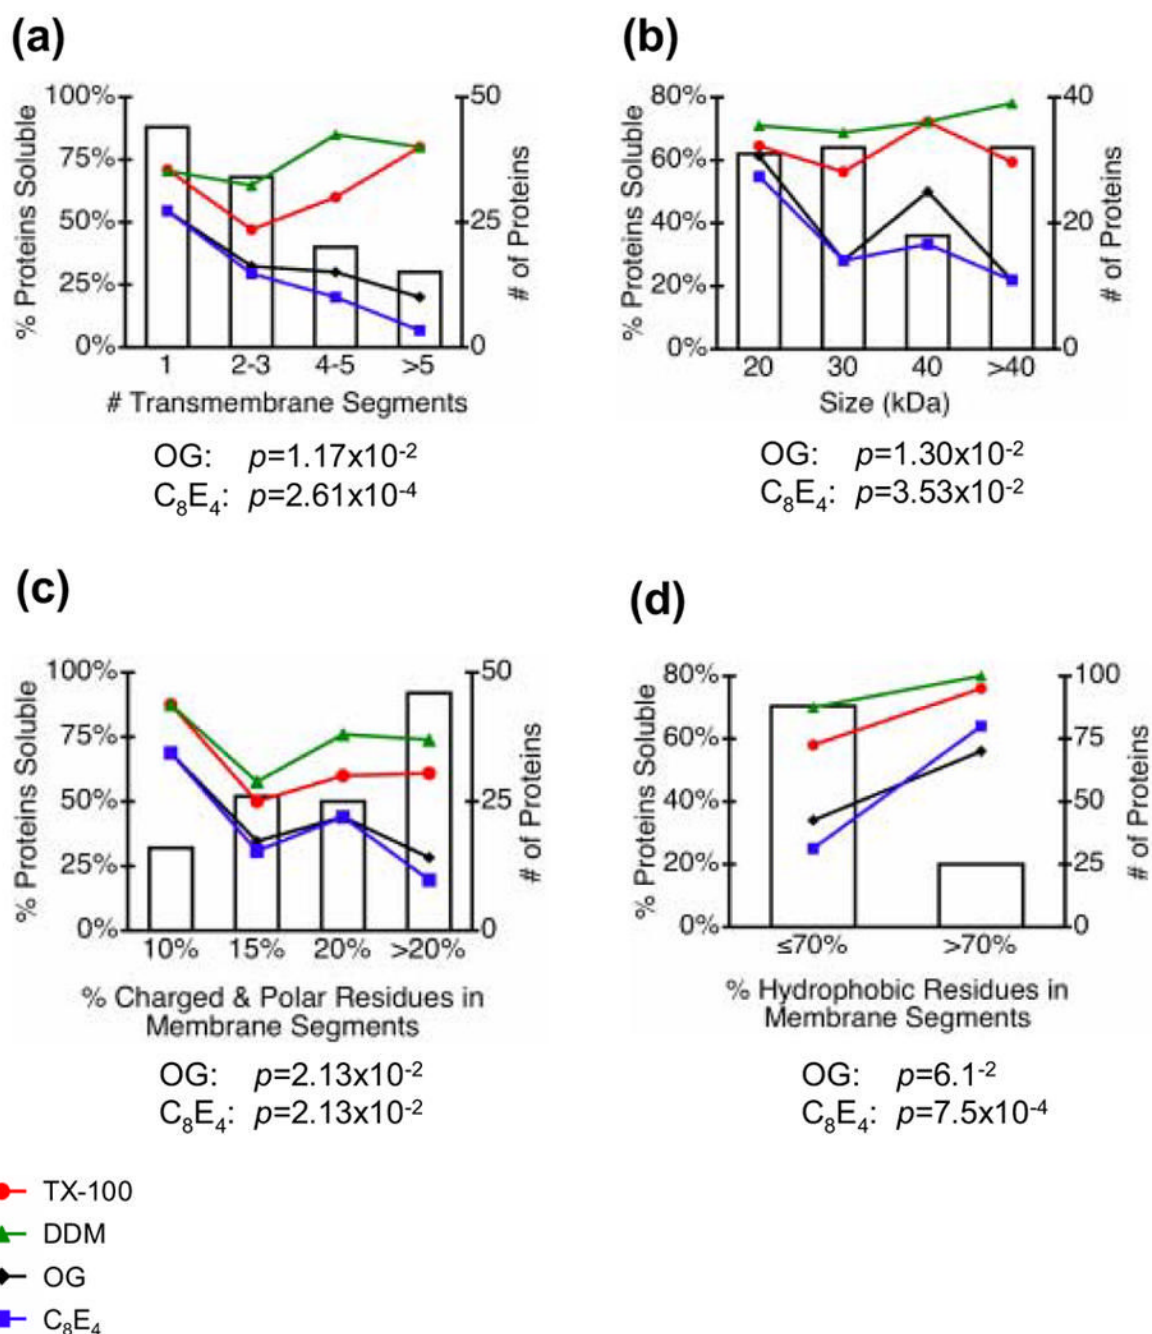 (a)
100%
75%
50%
25%
0%
% Proteins Soluble
50
25
0
# of Proteins
1 2-3 4-5 >5
# Transmembrane Segments
OG: p=1.17x10-2
C8E4: p=2.61x10-4
(b)
80%
60%
40%
20%
0%
% Proteins Soluble
40
20
0
# of Proteins
20 30 40 >40
Size (kDa)
OG: p=1.30x10-2
C8E4: p=3.53x10-2
(c)
100%
75%
50%
25%
0%
% Proteins Soluble
50
25
0
# of Proteins
10% 15% 20% >20%
% Charged & Polar Residues in
Membrane Segments
OG: p=2.13x10-2
C8E4: p=2.13x10-2
(d)
80%
60%
40%
20%
0%
% Proteins Soluble
100
75
50
25
0
# of Proteins
≤70% >70%
% Hydrophobic Residues in
Membrane Segments
OG: p=6.1-2
C8E4: p=7.5x10-4
TX-100
DDM
OG
C8E4